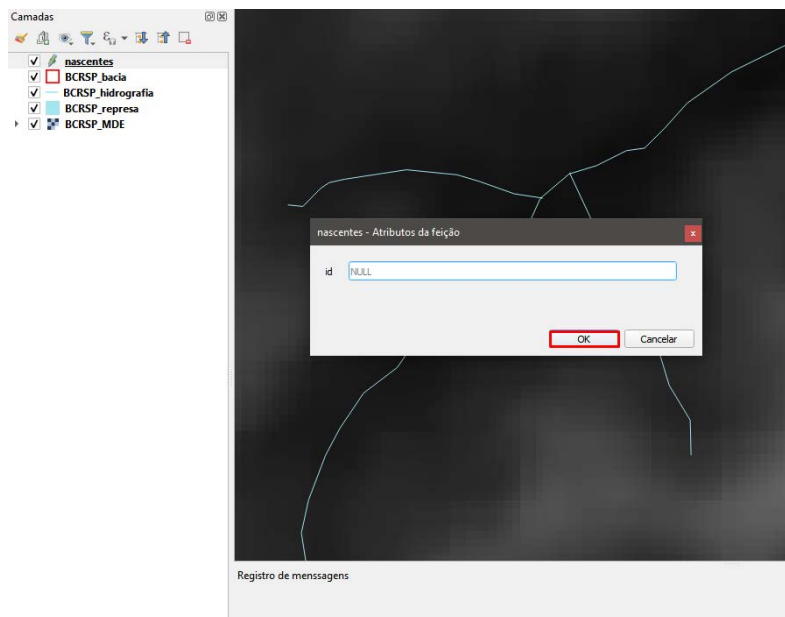 Camadas
nascentes
BCRSP_bacia
BCRSP_hidrografia
BCRSP_represa
BCRSP_MDE
nascentes - Atributos da feição
x
id
NULL
OK
Cancelar
Registro de menssagens